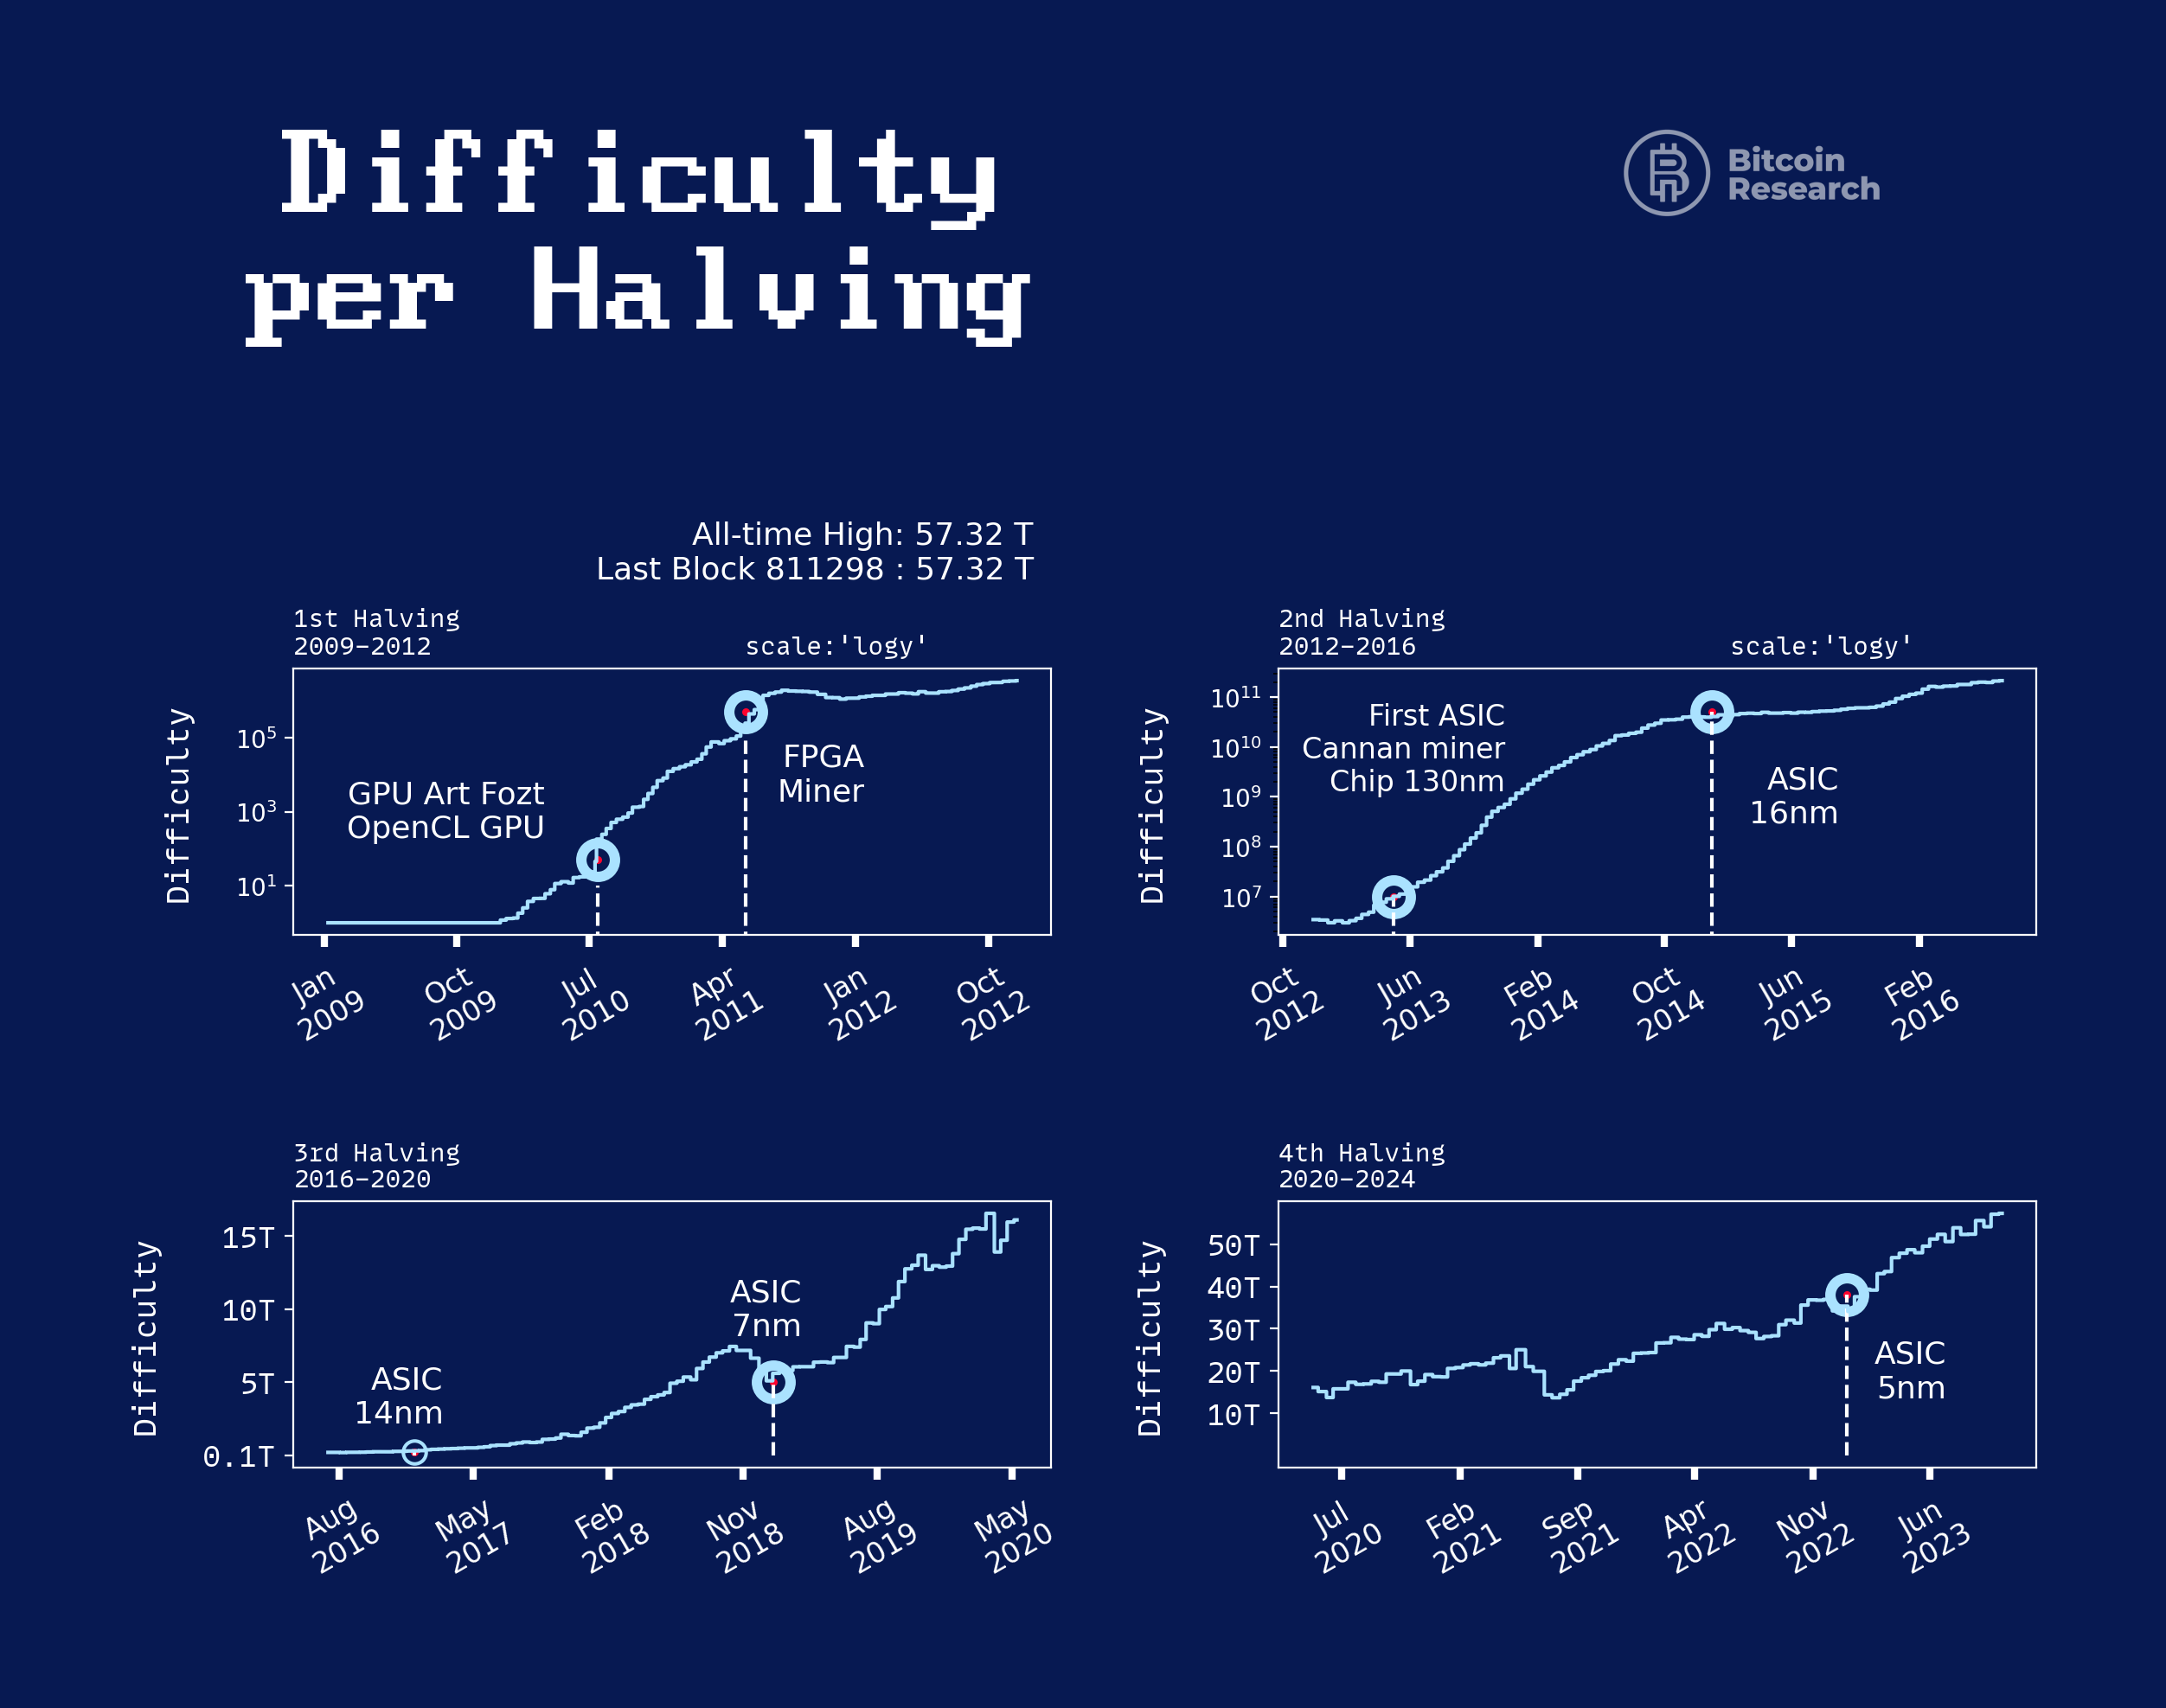 Difficulty
per Halving
Bitcoin
Research
All-time High: 57.32 T
Last Block 811298 : 57.32 T
1st Halving
2009-2012
scale:'logy'
Difficulty
10^5
10^3
10^1
GPU Art Fozt
OpenCL GPU
FPGA
Miner
Jan
2009
Oct
2009
Jul
2010
Apr
2011
Jan
2012
Oct
2012
2nd Halving
2012-2016
scale:'logy'
Difficulty
10^11
10^10
10^9
10^8
10^7
First ASIC
Cannan miner
Chip 130nm
ASIC
16nm
Oct
2012
Jun
2013
Feb
2014
Oct
2014
Jun
2015
Feb
2016
3rd Halving
2016-2020
Difficulty
15T
10T
5T
0.1T
ASIC
14nm
ASIC
7nm
Aug
2016
May
2017
Feb
2018
Nov
2018
Aug
2019
May
2020
4th Halving
2020-2024
Difficulty
50T
40T
30T
20T
10T
ASIC
5nm
Jul
2020
Feb
2021
Sep
2021
Apr
2022
Nov
2022
Jun
2023